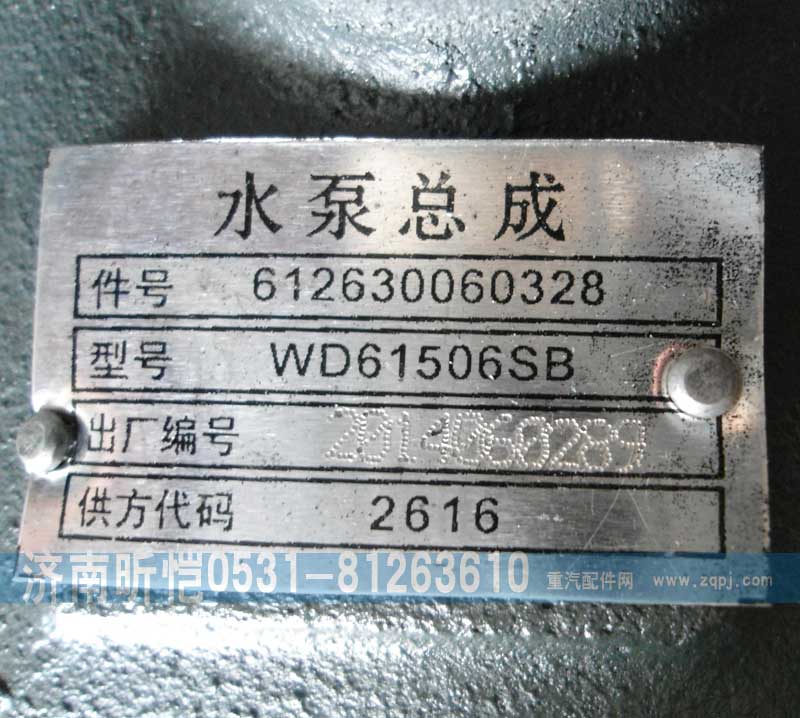 水泵总成
件号 612630060328
型号 WD61506SB
出厂编号 2014060289
供方代码 2616
济南昕恺0531-81263610 重汽配件网 www.zqpj.com